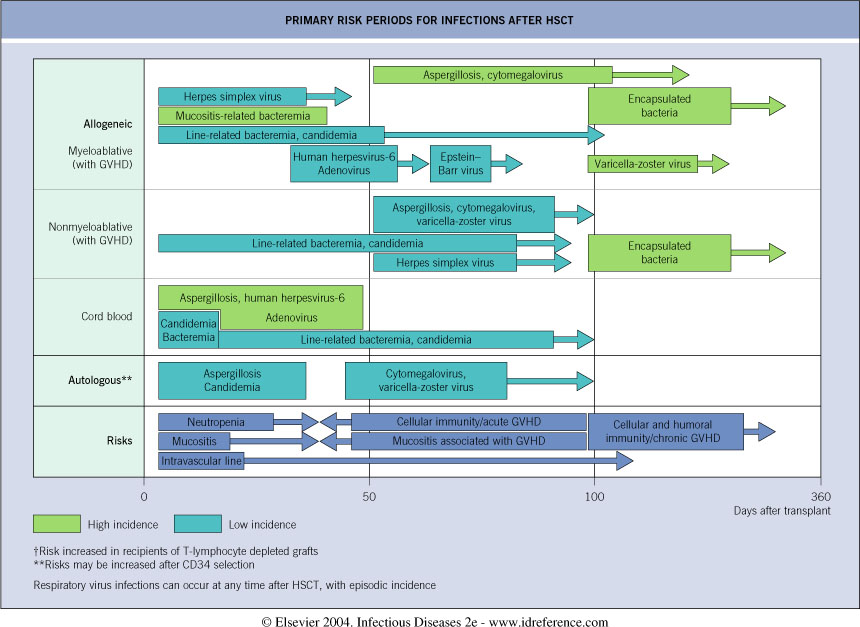 PRIMARY RISK PERIODS FOR INFECTIONS AFTER HSCT
Allogeneic
Myeloablative
(with GVHD)
Aspergillosis, cytomegalovirus
Herpes simplex virus
Mucositis-related bacteremia
Encapsulated
bacteria
Line-related bacteremia, candidemia
Human herpesvirus-6
Adenovirus
Epstein–
Barr virus
Varicella-zoster virus
Nonmyeloablative
(with GVHD)
Aspergillosis, cytomegalovirus,
varicella-zoster virus
Line-related bacteremia, candidemia
Herpes simplex virus
Encapsulated
bacteria
Cord blood
Aspergillosis, human herpesvirus-6
Adenovirus
Candidemia
Bacteremia
Line-related bacteremia, candidemia
Autologous**
Aspergillosis
Candidemia
Cytomegalovirus,
varicella-zoster virus
Risks
Neutropenia
Cellular immunity/acute GVHD
Mucositis
Mucositis associated with GVHD
Cellular and humoral
immunity/chronic GVHD
Intravascular line
0
50
100
360
Days after transplant
High incidence
Low incidence
†Risk increased in recipients of T-lymphocyte depleted grafts
**Risks may be increased after CD34 selection
Respiratory virus infections can occur at any time after HSCT, with episodic incidence
© Elsevier 2004. Infectious Diseases 2e - www.idreference.com